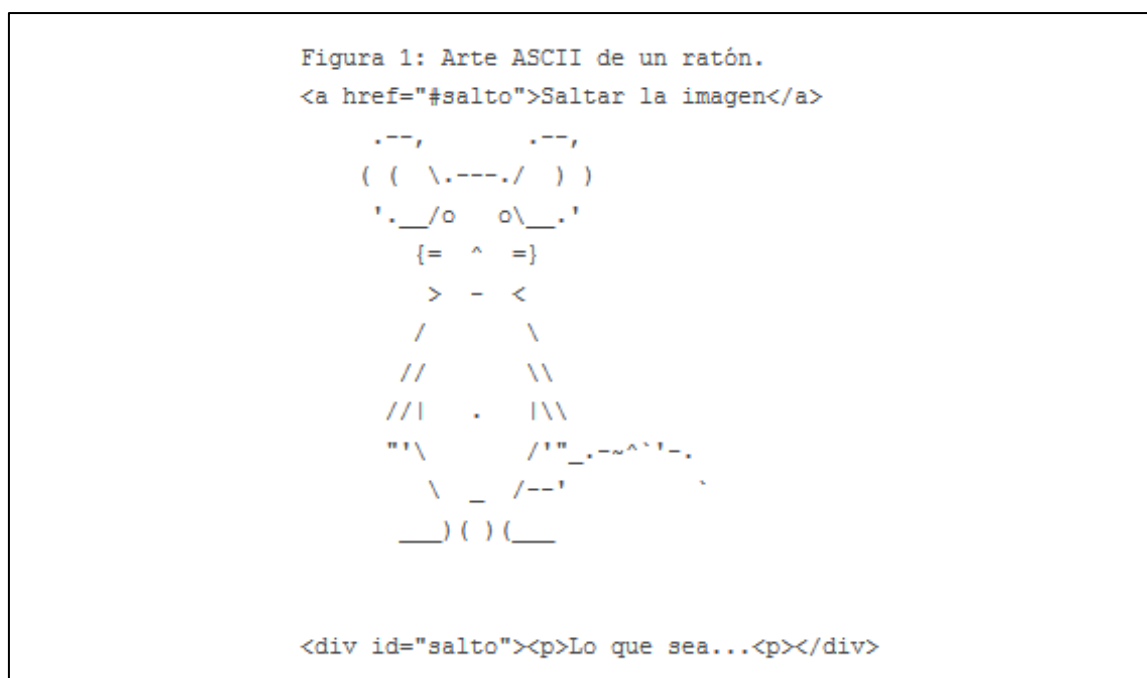 Figura 1: Arte ASCII de un ratón.
<a href="#salto">Saltar la imagen</a>
     .--,       .--,
    ( (  \.---./  ) )
     '.__/o   o\__.'
        {=  ^  =}
         >  -  <
        /       \
       //       \\
      //|   .   |\\
      "'\       /'"_.-~^`'-.
         \  _  /--'         `
       ___)( )(___
<div id="salto"><p>Lo que sea...<p></div>